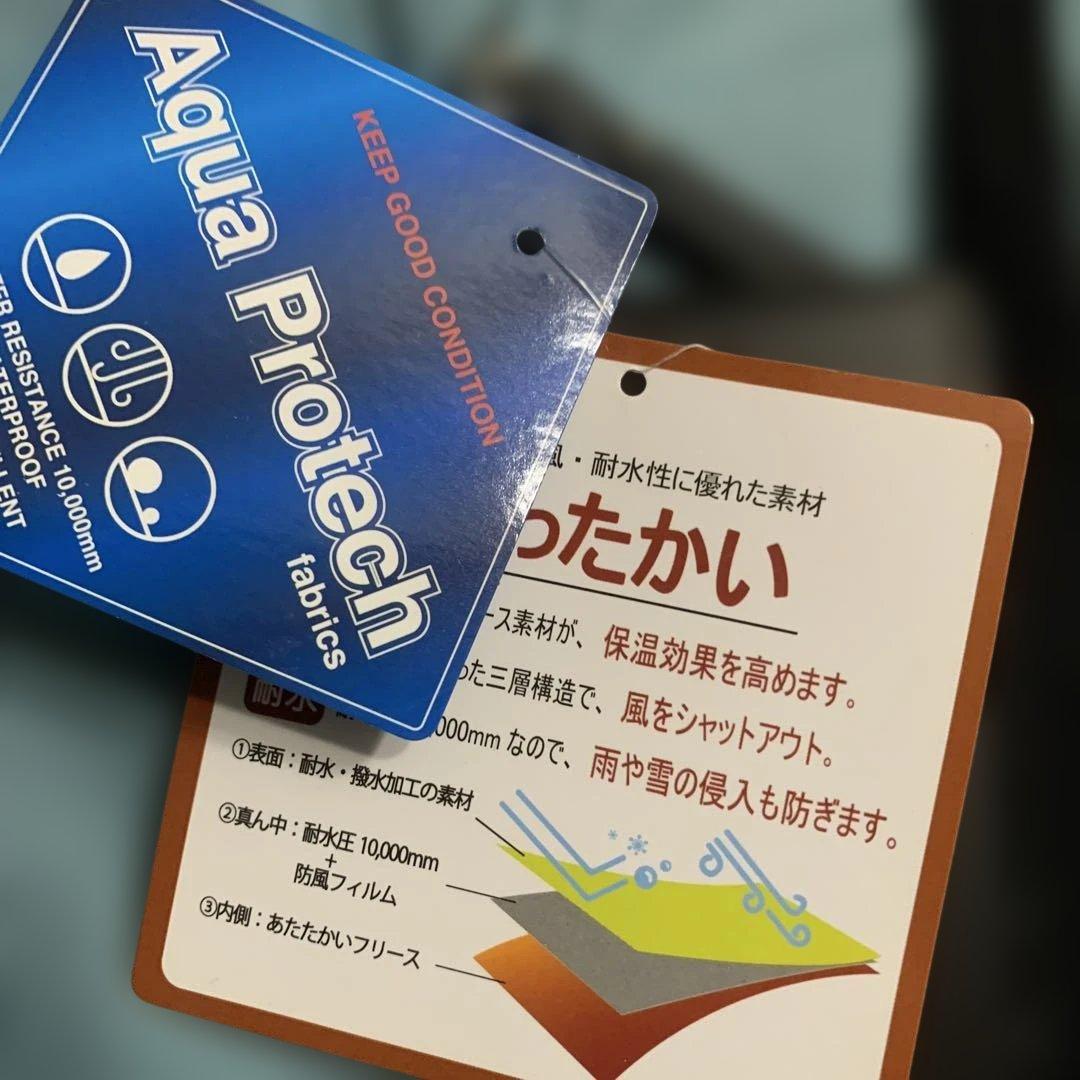 KEEP GOOD CONDITION
Aqua Protech
fabrics
RESISTANCE 10,000mm
・耐水性に優れた素材
ったかい
ース素材が、保温効果を高めます。
った三層構造で、風をシャットアウト。
耐水 000mm なので、雨や雪の侵入も防ぎます。
①表面：耐水・撥水加工の素材
②真ん中：耐水圧 10,000mm
+
防風フィルム
③内側：あたたかいフリース